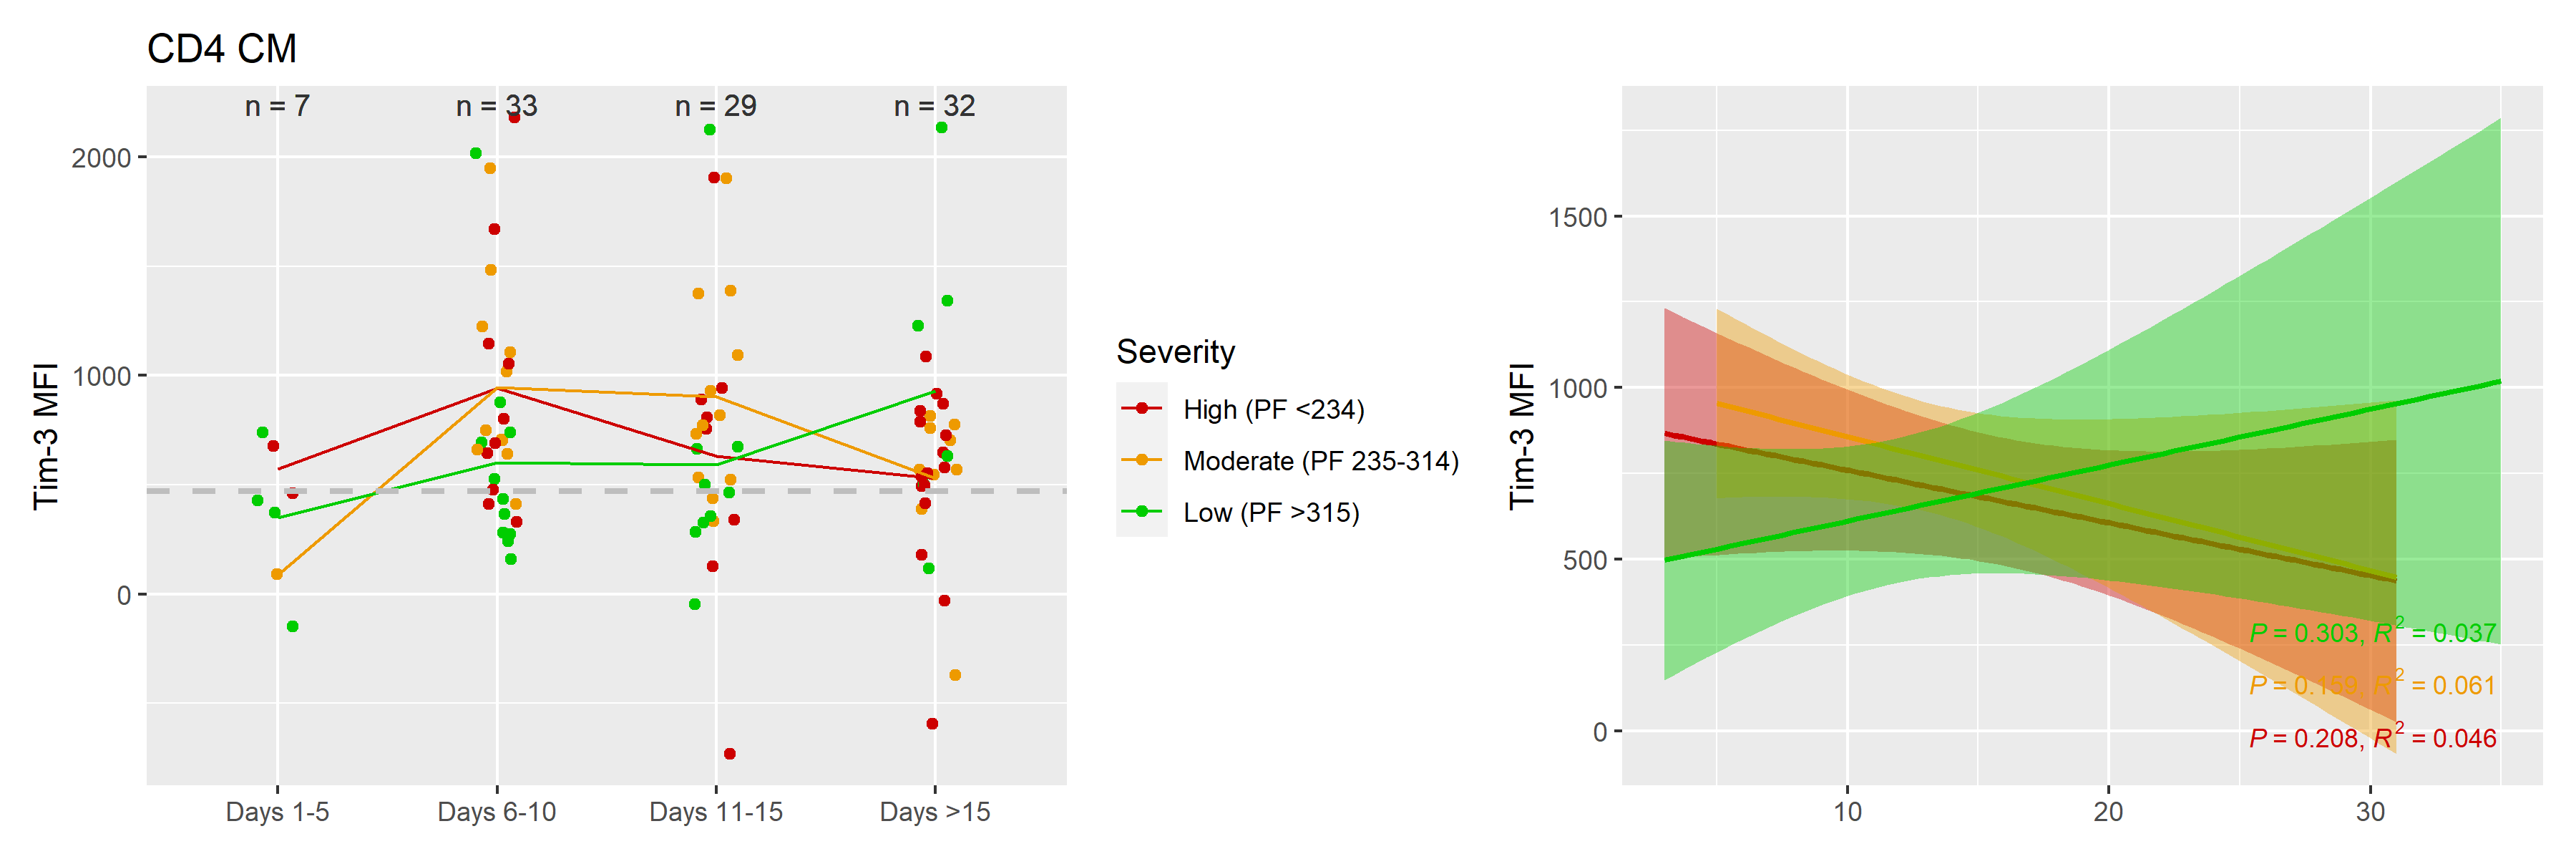 CD4 CM
n = 7
n = 33
n = 29
n = 32
Tim-3 MFI
2000
1000
0
Days 1-5
Days 6-10
Days 11-15
Days >15
Severity
High (PF <234)
Moderate (PF 235-314)
Low (PF >315)
Tim-3 MFI
1500
1000
500
0
10
20
30
P = 0.303, R² = 0.037
P = 0.159, R² = 0.061
P = 0.208, R² = 0.046